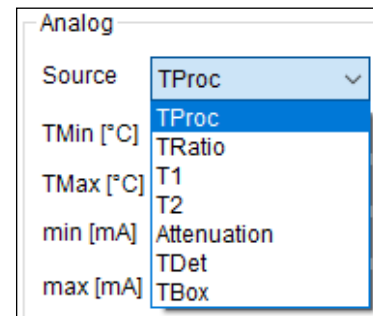 Analog
Source TProc
TMin [°C] TProc
TRatio
TMax [°C] T1
T2
min [mA] Attenuation
TDet
max [mA] TBox